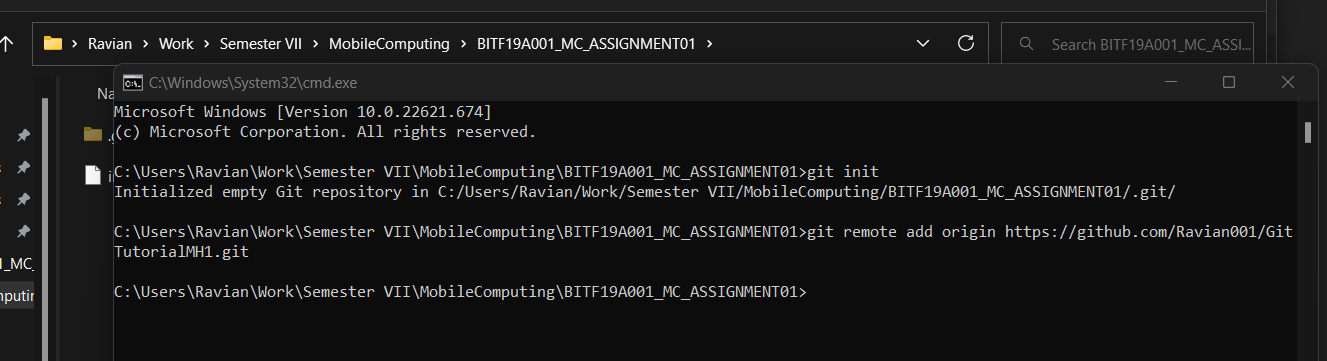 Ravian > Work > Semester VII > MobileComputing > BITF19A001_MC_ASSIGNMENT01 >
Search BITF19A001_MC_ASSI...
C:\Windows\System32\cmd.exe
Na
Microsoft Windows [Version 10.0.22621.674]
(c) Microsoft Corporation. All rights reserved.
C:\Users\Ravian\Work\Semester VII\MobileComputing\BITF19A001_MC_ASSIGNMENT01>git init
Initialized empty Git repository in C:/Users/Ravian/Work/Semester VII/MobileComputing/BITF19A001_MC_ASSIGNMENT01/.git/
C:\Users\Ravian\Work\Semester VII\MobileComputing\BITF19A001_MC_ASSIGNMENT01>git remote add origin https://github.com/Ravian001/Git
TutorialMH1.git
1_MC_
C:\Users\Ravian\Work\Semester VII\MobileComputing\BITF19A001_MC_ASSIGNMENT01>